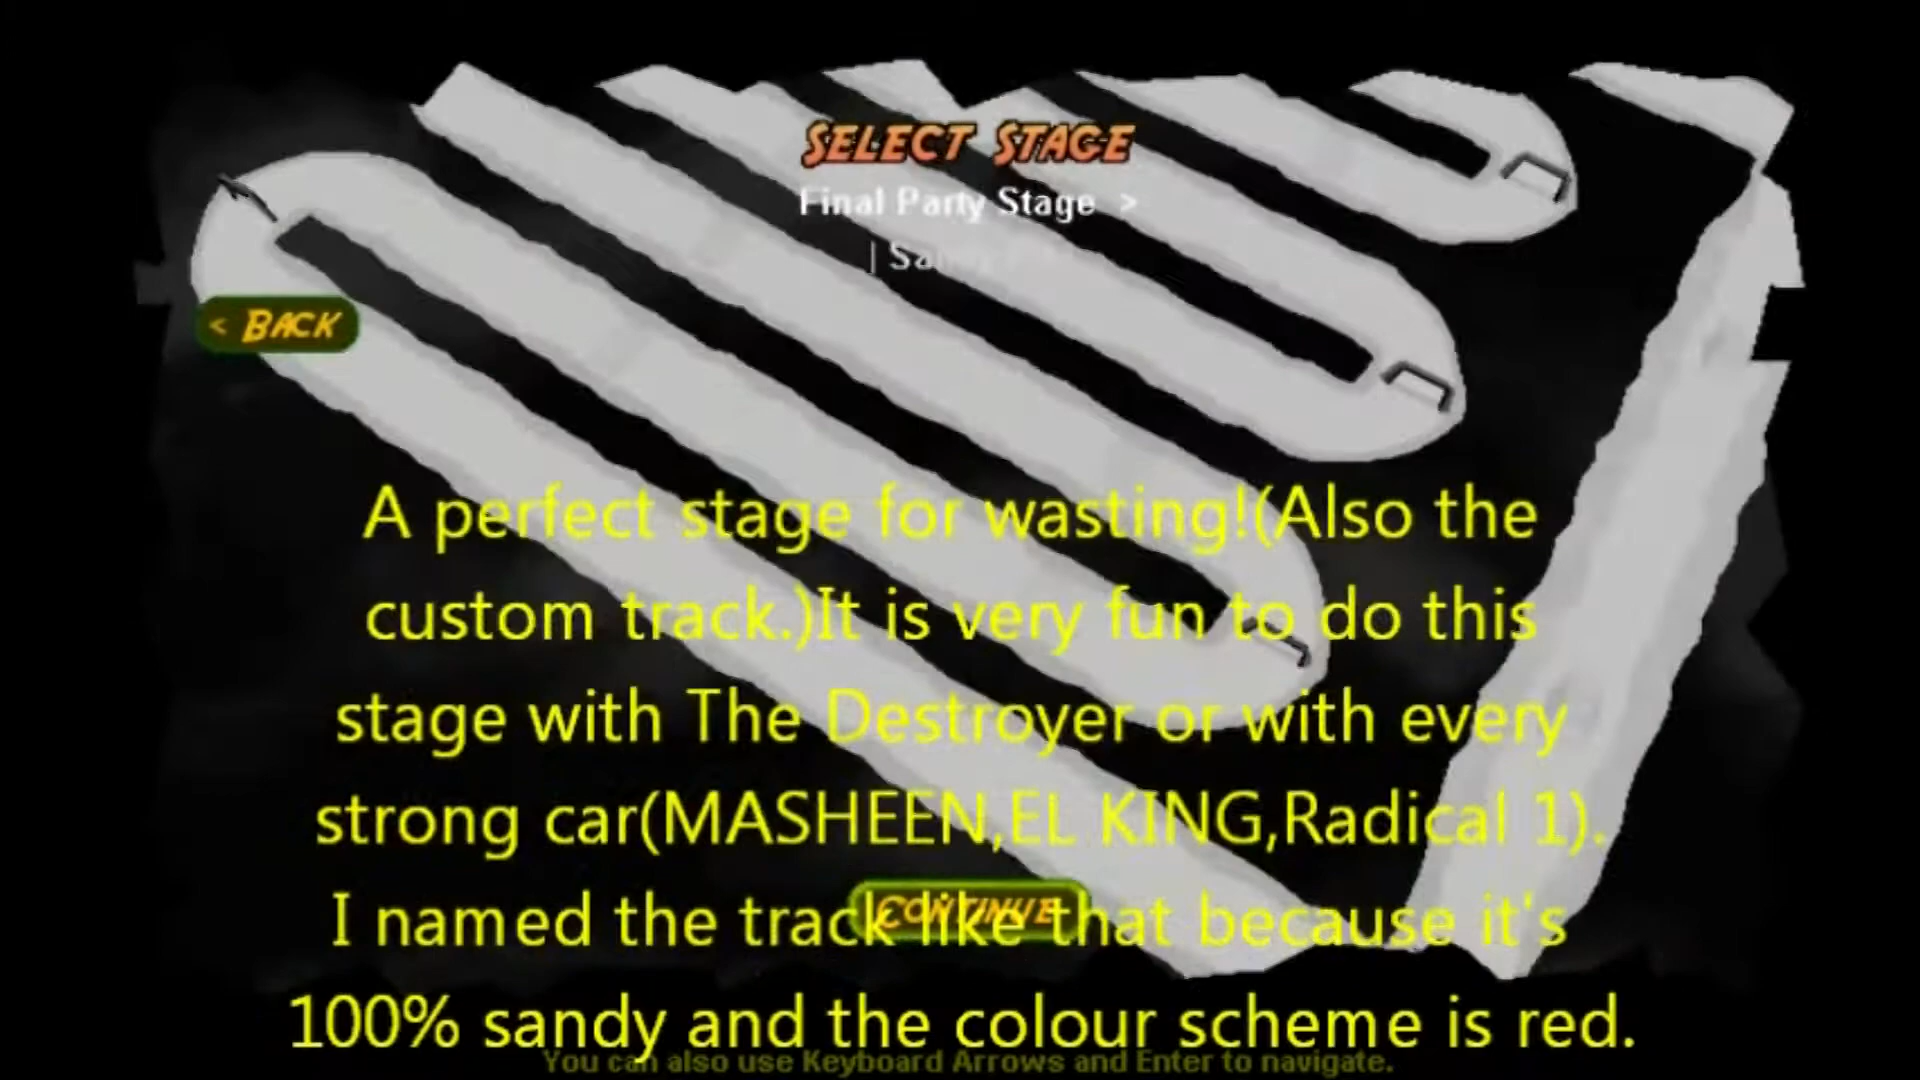 SELECT STAGE
Final Party Stage >
< BACK
A perfect stage for wasting!(Also the
custom track.)It is very fun to do this
stage with The Destroyer or with every
strong car(MASHEEN,EL KING,Radical 1).
CONTINUE
I named the track like that because it's
100% sandy and the colour scheme is red.
You can also use Keyboard Arrows and Enter to navigate.